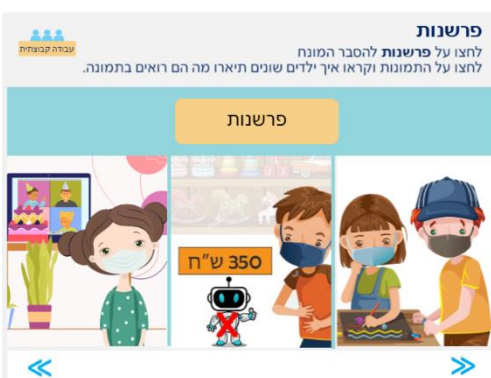 פרשנות
לחצו על פרשנות להסבר המונח
לחצו על התמונות וקראו איך ילדים שונים תיארו מה הם רואים בתמונה.
עבודה קבוצתית
פרשנות
350 ש"ח